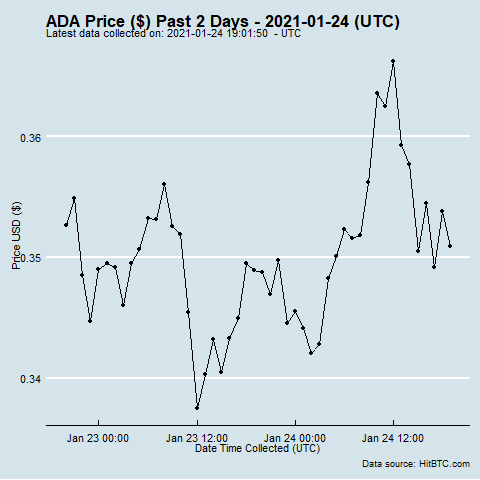 ADA Price ($) Past 2 Days - 2021-01-24 (UTC)
Latest data collected on: 2021-01-24 19:01:50 - UTC
0.36
0.35
0.34
Price USD ($)
Jan 23 00:00 Jan 23 12:00 Jan 24 00:00 Jan 24 12:00
Date Time Collected (UTC)
Data source: HitBTC.com